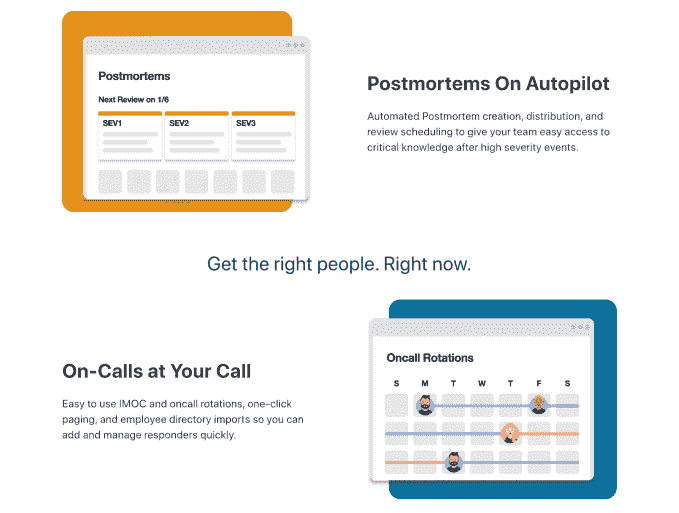 Postmortems
Next Review on 1/6
SEV1 SEV2 SEV3
Postmortems On Autopilot
Automated Postmortem creation, distribution, and
review scheduling to give your team easy access to
critical knowledge after high severity events.
Get the right people. Right now.
On-Calls at Your Call
Easy to use IMOC and oncall rotations, one-click
paging, and employee directory imports so you can
add and manage responders quickly.
Oncall Rotations
S M T W T F S